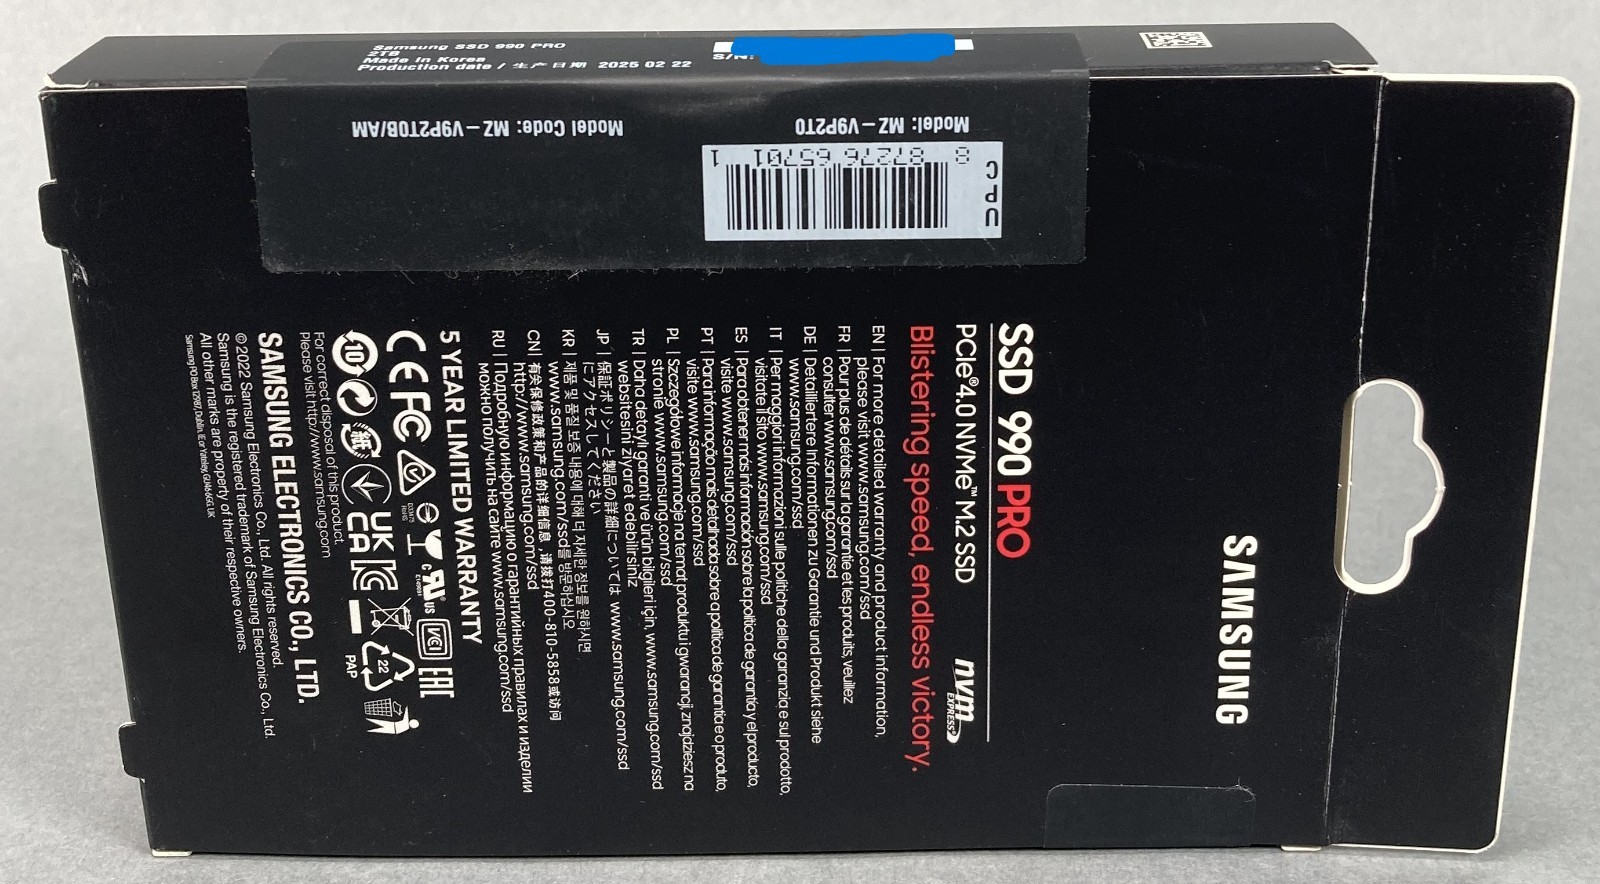 Samsung SSD 990 PRO
2TB
Made in Korea
Production date / 生产日期 2025 02 22
S/N:
Model: MZ-V9P2T0
Model Code: MZ-V9P2T0B/AM
UPC
8 87276 65701 1
SAMSUNG
SSD 990 PRO
PCIe® 4.0 NVMe™ M.2 SSD
nvm
EXPRESS®
Blistering speed, endless victory.
EN | For more detailed warranty and product information,
please visit www.samsung.com/ssd
FR | Pour plus de détails sur la garantie et les produits, veuillez
consulter www.samsung.com/ssd
DE | Detailliertere Informationen zu Garantie und Produkt siehe
www.samsung.com/ssd
IT | Per maggiori informazioni sulle politiche della garanzia e sul prodotto,
visitate il sito www.samsung.com/ssd
ES | Para obtener más información sobre la política de garantía y el producto,
visite www.samsung.com/ssd
PT | Para informação mais detalhada sobre a política de garantia e o produto,
visite www.samsung.com/ssd
PL | Szczegółowe informacje na temat produktu i gwarancji, znajdziesz na
stronie www.samsung.com/ssd
TR | Daha detaylı garanti ve ürün bilgileri için, www.samsung.com/ssd
websitesini ziyaret edebilirsiniz
JP | 保証ポリシーと製品の詳細については www.samsung.com/ssd
にアクセスしてください
KR | 제품 및 품질 보증 내용에 대해 더 자세한 정보를 원하시면
www.samsung.com/ssd를 방문하십시오
CN | 有关保修政策和产品的详细信息 ,请拨打400-810-5858或访问
http://www.samsung.com/ssd
RU | Подробную информацию о гарантийных правилах и изделии
можно получить на сайте www.samsung.com/ssd
5 YEAR LIMITED WARRANTY
CE FC c RU US VCI EAC
10 紙 UK CA 22 PAP
For correct disposal of this product.
Please visit http://www.samsung.com
SAMSUNG ELECTRONICS CO., LTD.
©2022 Samsung Electronics Co., Ltd. All rights reserved.
Samsung is the registered trademark of Samsung Electronics Co., Ltd.
All other marks are property of their respective owners.